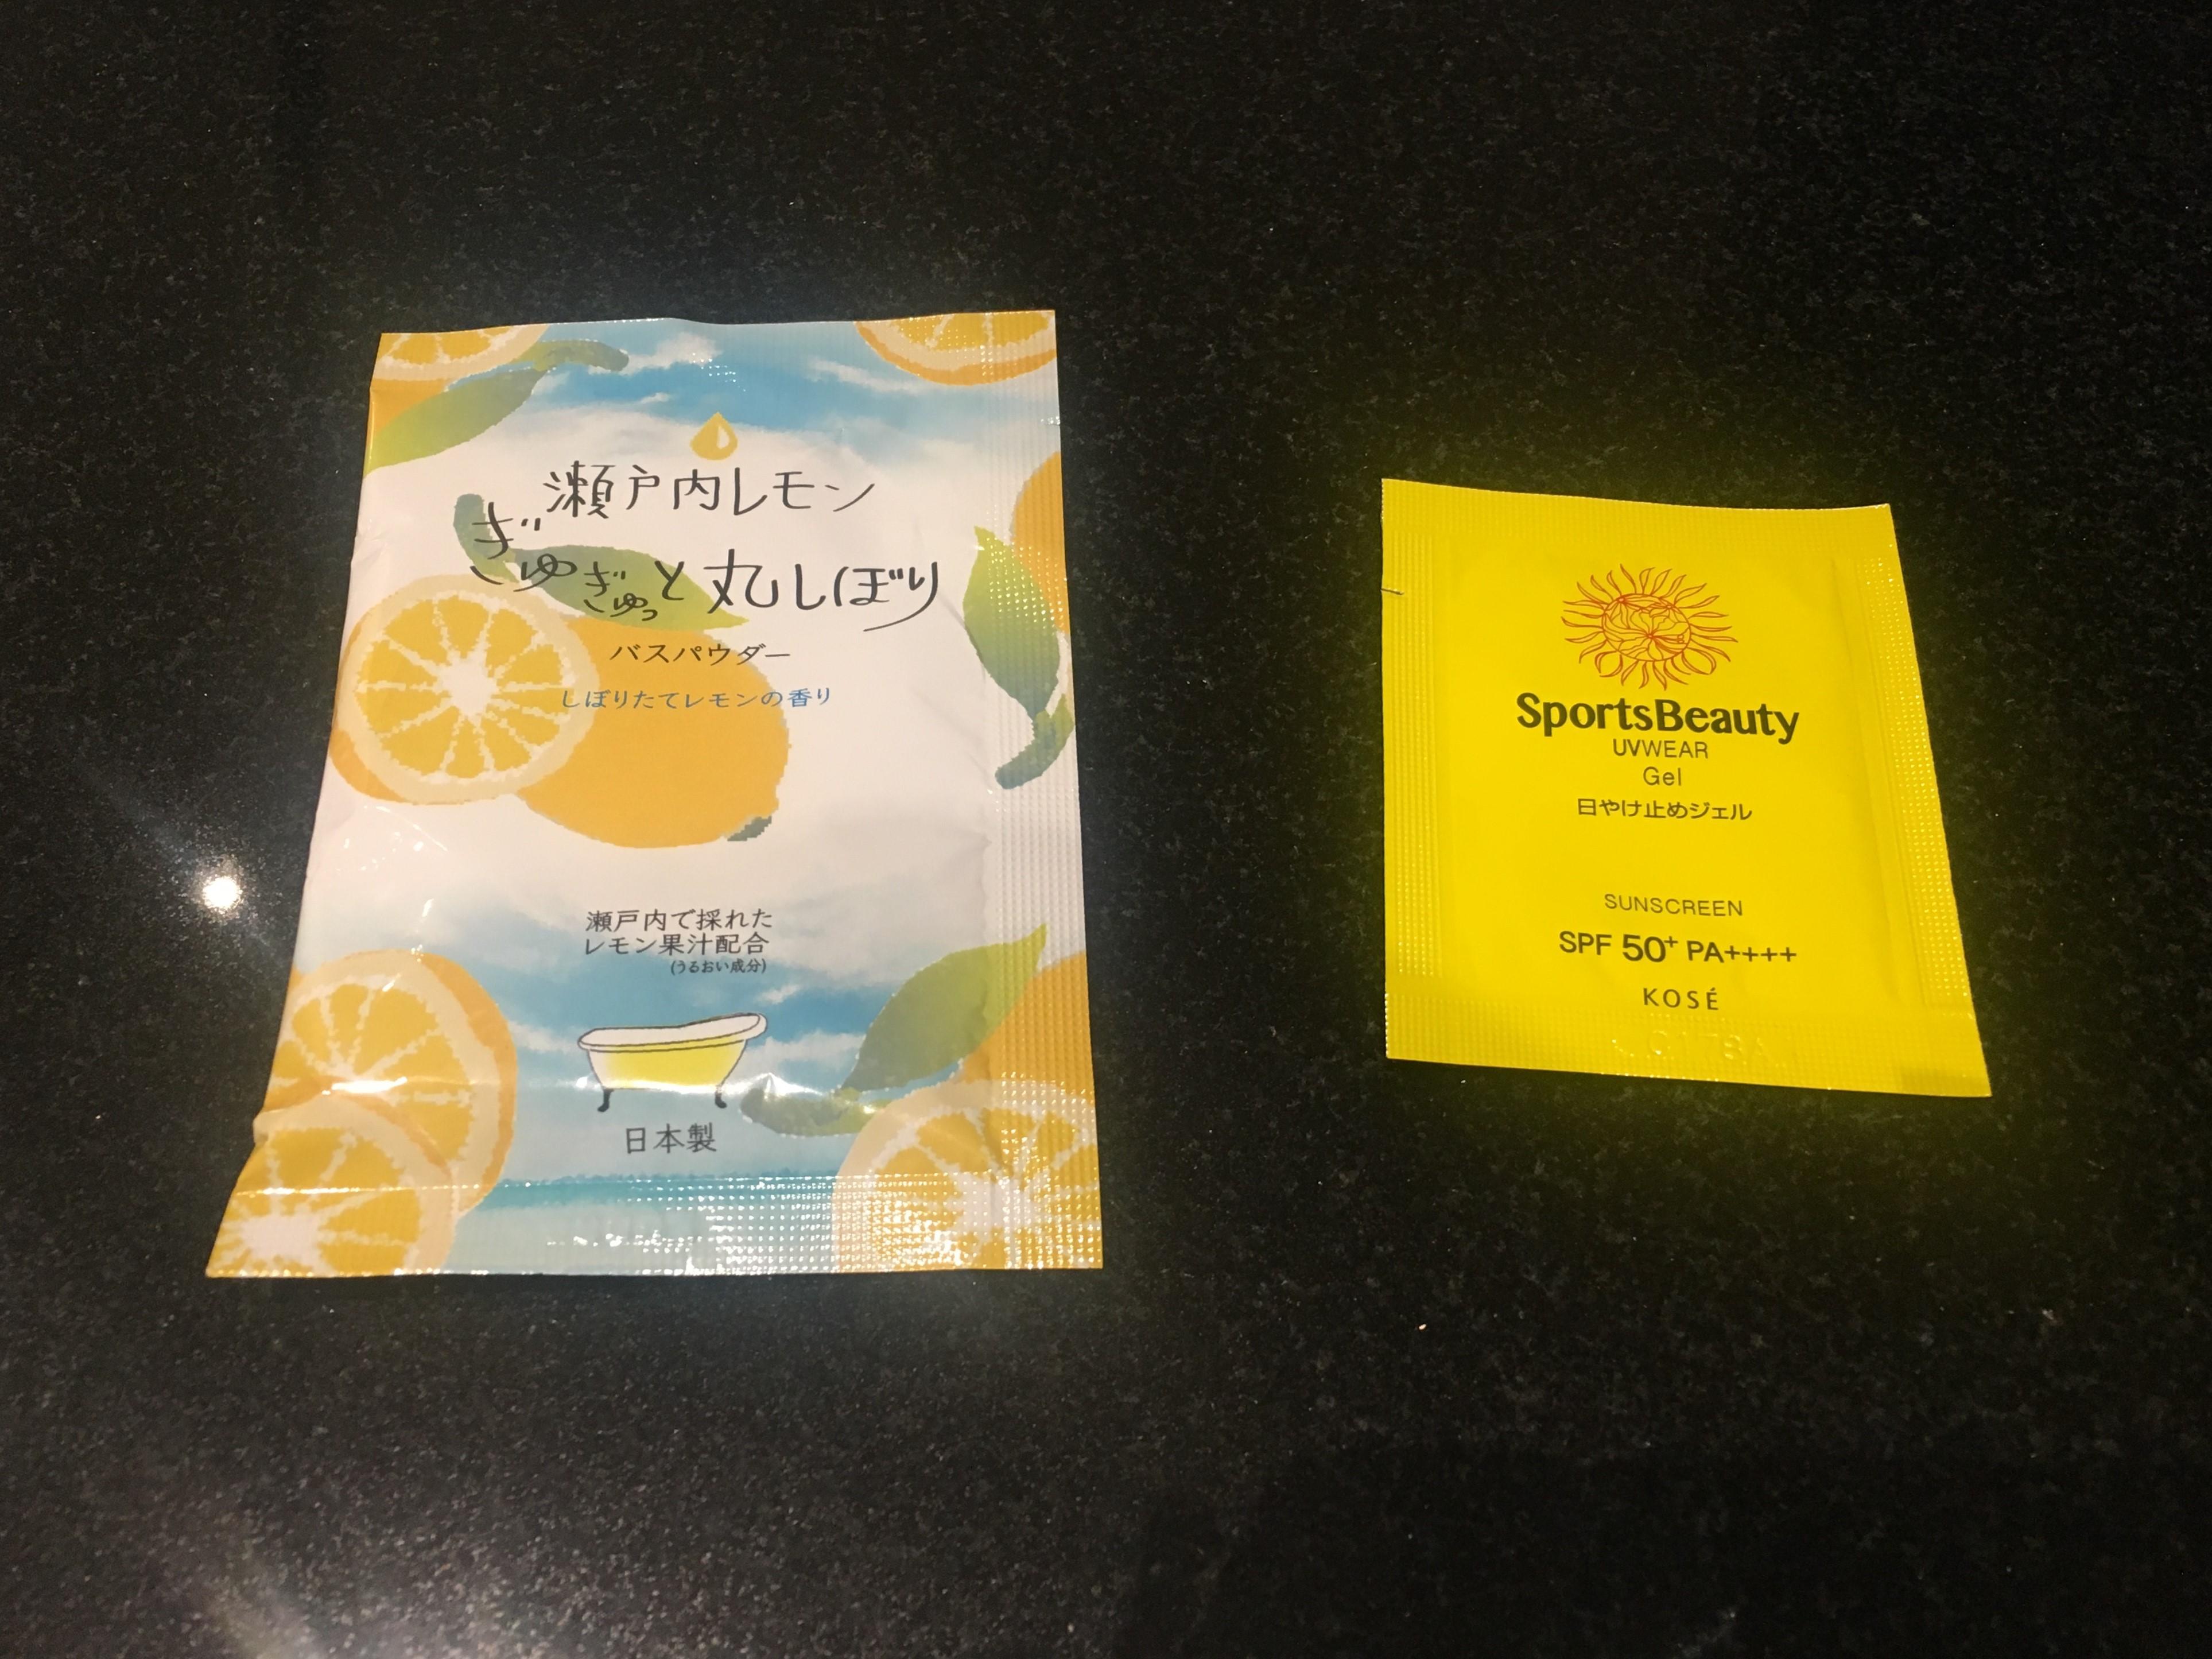 瀬戸内レモン
ぎゅぎゅっと丸しぼり
バスパウダー
しぼりたてレモンの香り
瀬戸内で採れた
レモン果汁配合
(うるおい成分)
日本製
SportsBeauty
UVWEAR
Gel
日やけ止めジェル
SUNSCREEN
SPF 50+ PA++++
KOSÉ